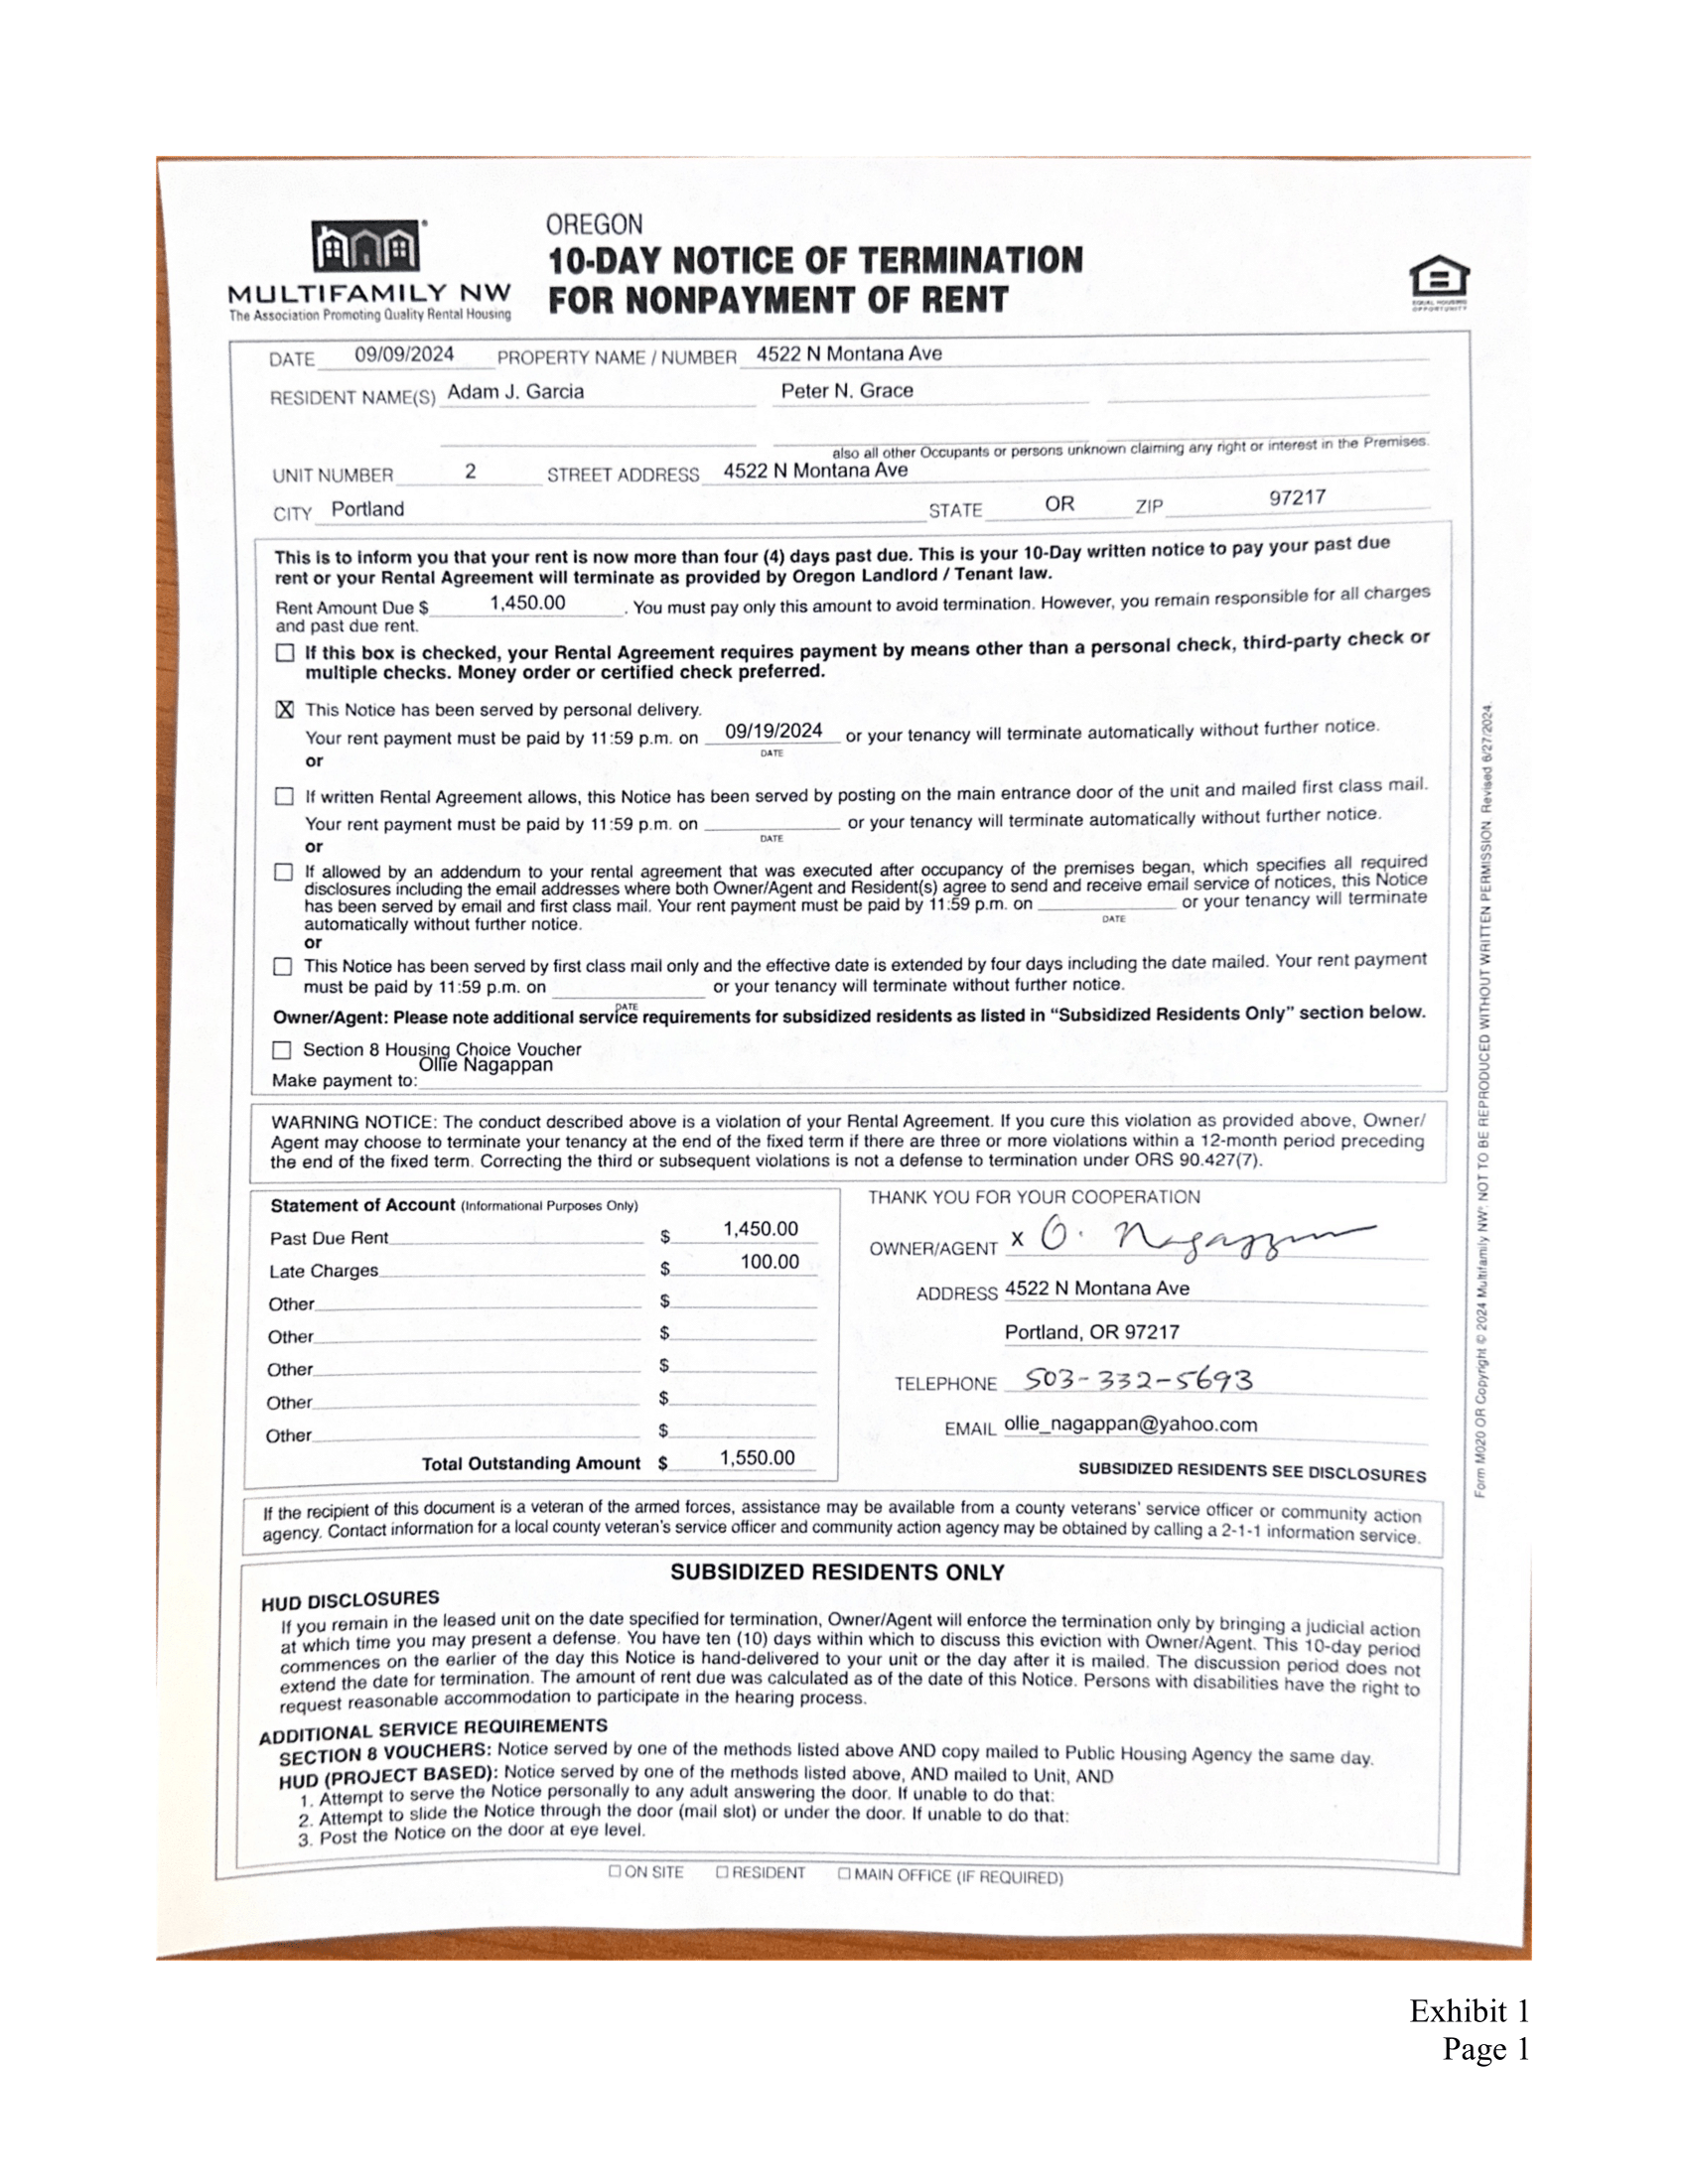 MULTIFAMILY NW®
The Association Promoting Quality Rental Housing
OREGON
10-DAY NOTICE OF TERMINATION
FOR NONPAYMENT OF RENT
EQUAL HOUSING
OPPORTUNITY
DATE 09/09/2024 PROPERTY NAME / NUMBER 4522 N Montana Ave
RESIDENT NAME(S) Adam J. Garcia Peter N. Grace
also all other Occupants or persons unknown claiming any right or interest in the Premises.
UNIT NUMBER 2 STREET ADDRESS 4522 N Montana Ave
CITY Portland STATE OR ZIP 97217
This is to inform you that your rent is now more than four (4) days past due. This is your 10-Day written notice to pay your past due
rent or your Rental Agreement will terminate as provided by Oregon Landlord / Tenant law.
Rent Amount Due $ 1,450.00 . You must pay only this amount to avoid termination. However, you remain responsible for all charges
and past due rent.
☐ If this box is checked, your Rental Agreement requires payment by means other than a personal check, third-party check or
multiple checks. Money order or certified check preferred.
☒ This Notice has been served by personal delivery.
Your rent payment must be paid by 11:59 p.m. on 09/19/2024 or your tenancy will terminate automatically without further notice.
DATE
or
☐ If written Rental Agreement allows, this Notice has been served by posting on the main entrance door of the unit and mailed first class mail.
Your rent payment must be paid by 11:59 p.m. on or your tenancy will terminate automatically without further notice.
DATE
or
☐ If allowed by an addendum to your rental agreement that was executed after occupancy of the premises began, which specifies all required
disclosures including the email addresses where both Owner/Agent and Resident(s) agree to send and receive email service of notices, this Notice
has been served by email and first class mail. Your rent payment must be paid by 11:59 p.m. on or your tenancy will terminate
DATE
automatically without further notice.
or
☐ This Notice has been served by first class mail only and the effective date is extended by four days including the date mailed. Your rent payment
must be paid by 11:59 p.m. on or your tenancy will terminate without further notice.
DATE
Owner/Agent: Please note additional service requirements for subsidized residents as listed in “Subsidized Residents Only” section below.
☐ Section 8 Housing Choice Voucher
Make payment to: Ollie Nagappan
WARNING NOTICE: The conduct described above is a violation of your Rental Agreement. If you cure this violation as provided above, Owner/
Agent may choose to terminate your tenancy at the end of the fixed term if there are three or more violations within a 12-month period preceding
the end of the fixed term. Correcting the third or subsequent violations is not a defense to termination under ORS 90.427(7).
Statement of Account (Informational Purposes Only)
Past Due Rent $ 1,450.00
Late Charges $ 100.00
Other $
Other $
Other $
Other $
Other $
Total Outstanding Amount $ 1,550.00
THANK YOU FOR YOUR COOPERATION
OWNER/AGENT X O. Nagappan
ADDRESS 4522 N Montana Ave
Portland, OR 97217
TELEPHONE 503-332-5693
EMAIL ollie_nagappan@yahoo.com
SUBSIDIZED RESIDENTS SEE DISCLOSURES
If the recipient of this document is a veteran of the armed forces, assistance may be available from a county veterans' service officer or community action
agency. Contact information for a local county veteran's service officer and community action agency may be obtained by calling a 2-1-1 information service.
SUBSIDIZED RESIDENTS ONLY
HUD DISCLOSURES
If you remain in the leased unit on the date specified for termination, Owner/Agent will enforce the termination only by bringing a judicial action
at which time you may present a defense. You have ten (10) days within which to discuss this eviction with Owner/Agent. This 10-day period
commences on the earlier of the day this Notice is hand-delivered to your unit or the day after it is mailed. The discussion period does not
extend the date for termination. The amount of rent due was calculated as of the date of this Notice. Persons with disabilities have the right to
request reasonable accommodation to participate in the hearing process.
ADDITIONAL SERVICE REQUIREMENTS
SECTION 8 VOUCHERS: Notice served by one of the methods listed above AND copy mailed to Public Housing Agency the same day.
HUD (PROJECT BASED): Notice served by one of the methods listed above, AND mailed to Unit, AND
1. Attempt to serve the Notice personally to any adult answering the door. If unable to do that:
2. Attempt to slide the Notice through the door (mail slot) or under the door. If unable to do that:
3. Post the Notice on the door at eye level.
☐ ON SITE ☐ RESIDENT ☐ MAIN OFFICE (IF REQUIRED)
Form M020 OR Copyright © 2024 Multifamily NW®. NOT TO BE REPRODUCED WITHOUT WRITTEN PERMISSION. Revised 6/27/2024.
Exhibit 1
Page 1